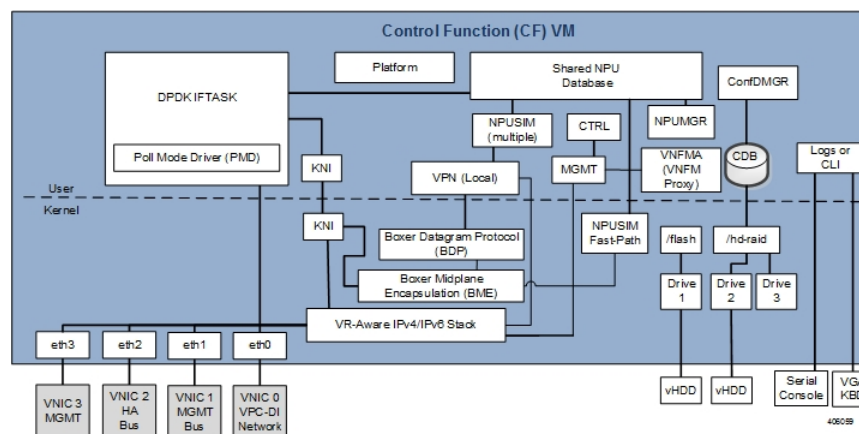 Control Function (CF) VM
DPDK IFTASK
Poll Mode Driver (PMD)
Platform
Shared NPU
Database
ConfDMGR
NPUSIM
(multiple)
CTRL
NPUMGR
KNI
VPN (Local)
MGMT
VNFMA
(VNFM
Proxy)
CDB
Logs or
CLI
User
Kernel
KNI
Boxer Datagram Protocol
(BDP)
NPUSIM
Fast-Path
/flash
/hd-raid
Boxer Midplane
Encapsulation (BME)
Drive
1
Drive
2
Drive
3
VR-Aware IPv4/IPv6 Stack
eth3
eth2
eth1
eth0
VNIC 3
MGMT
VNIC 2
HA
Bus
VNIC 1
MGMT
Bus
VNIC 0
VPC-DI
Network
vHDD
vHDD
Serial
Console
VGA
KBD
406059